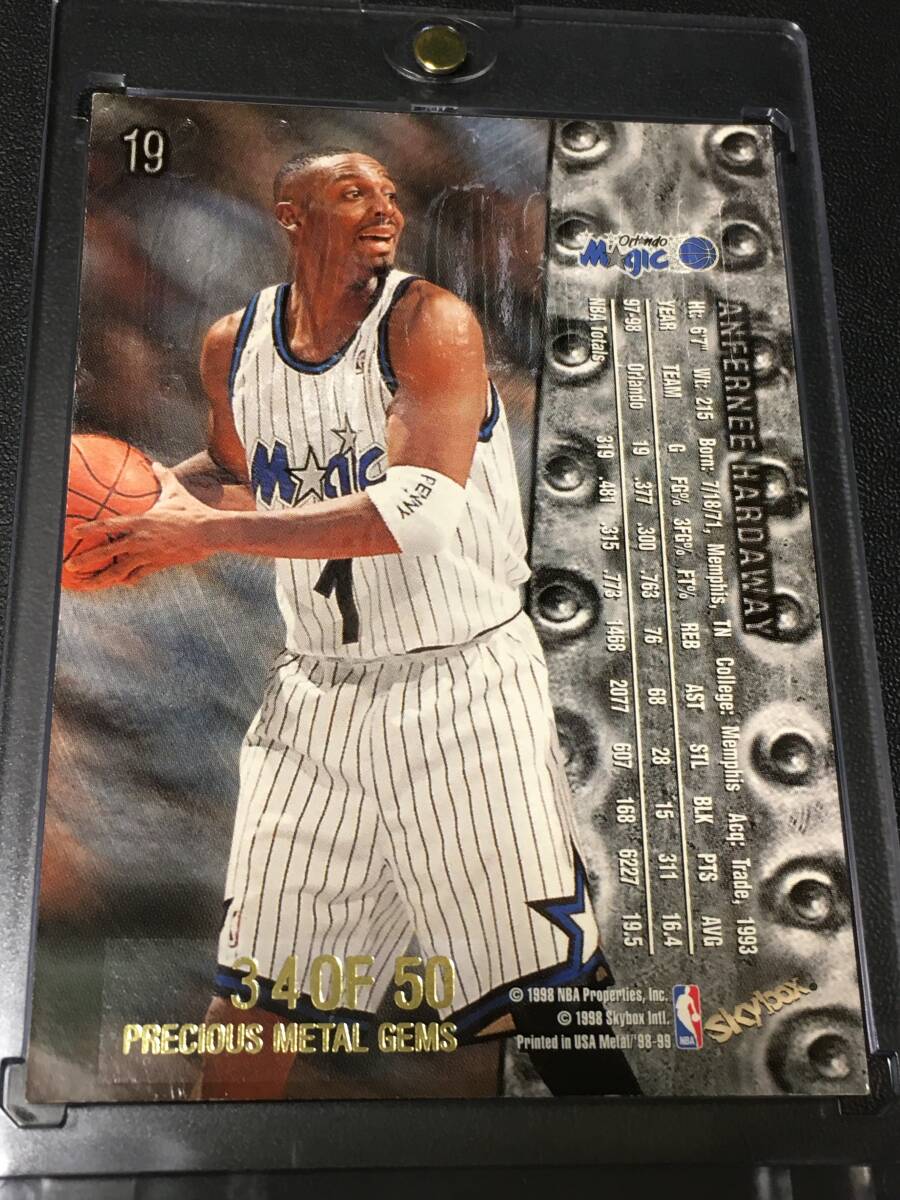 19
Orlando
Magic
ANFERNEE HARDAWAY
Ht: 6'7" Wt: 215 Born: 7/18/71, Memphis, TN College: Memphis Acq: Trade, 1993
YEAR TEAM G FG% 3FG% FT% REB AST STL BLK PTS AVG
97-98 Orlando 19 .377 .300 .763 76 68 28 15 311 16.4
NBA Totals 319 .481 .315 .773 1468 2077 607 168 6227 19.5
Magic
PENNY
1
34 OF 50
PRECIOUS METAL GEMS
© 1998 NBA Properties, Inc.
© 1998 Skybox Intl.
Printed in USA Metal/'98-99
NBA
skybox®